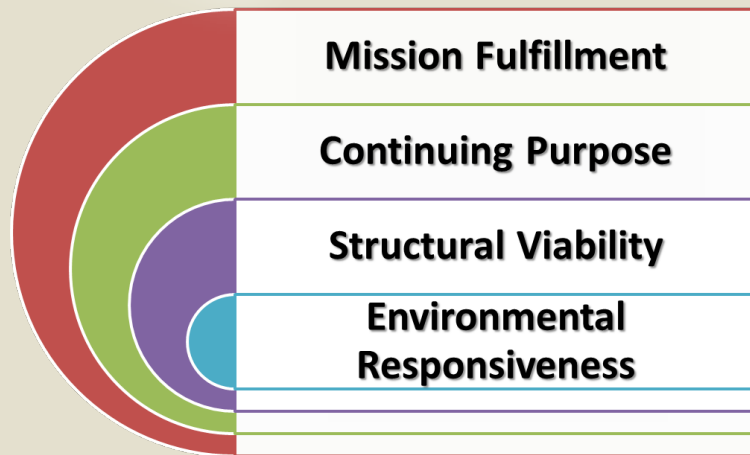 Mission Fulfillment
Continuing Purpose
Structural Viability
Environmental
Responsiveness